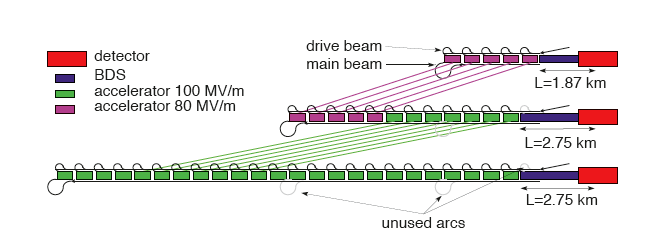 drive beam
main beam
detector
BDS
accelerator 100 MV/m
accelerator 80 MV/m
L=1.87 km
L=2.75 km
L=2.75 km
unused arcs